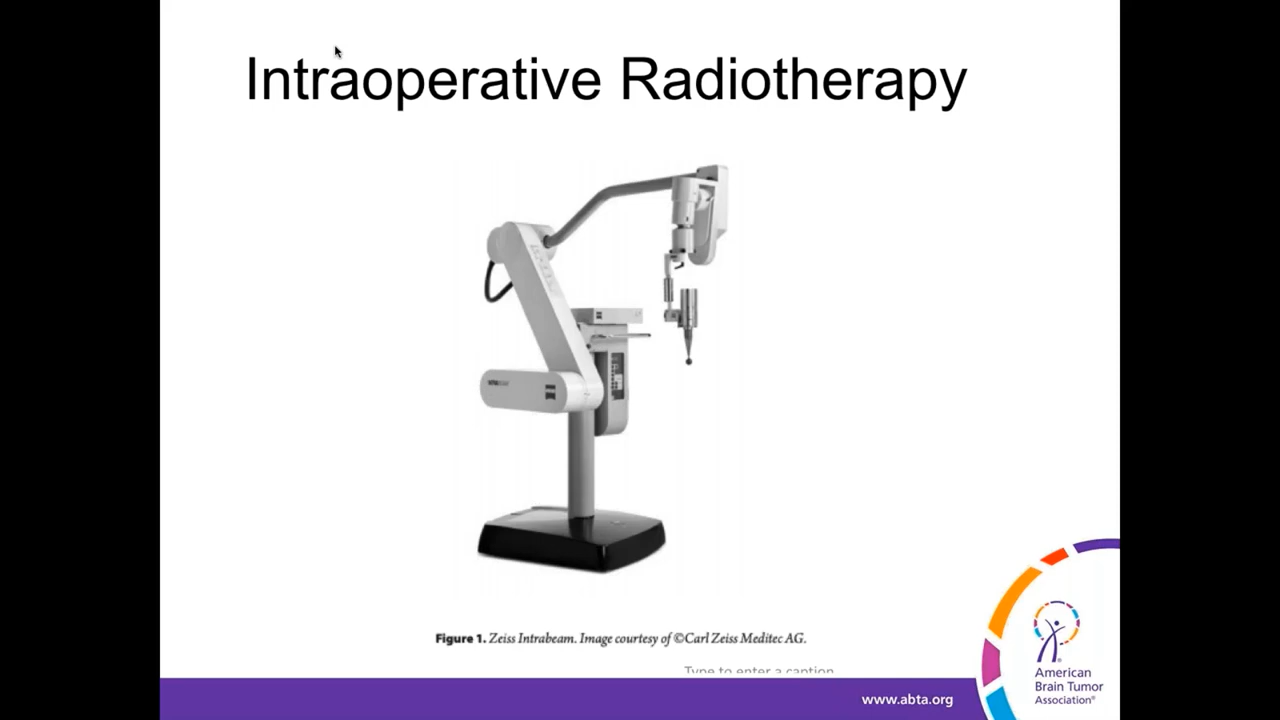 Intraoperative Radiotherapy
Figure 1. Zeiss Intrabeam. Image courtesy of ©Carl Zeiss Meditec AG.
Type to enter a caption
www.abta.org
American
Brain Tumor
Association®